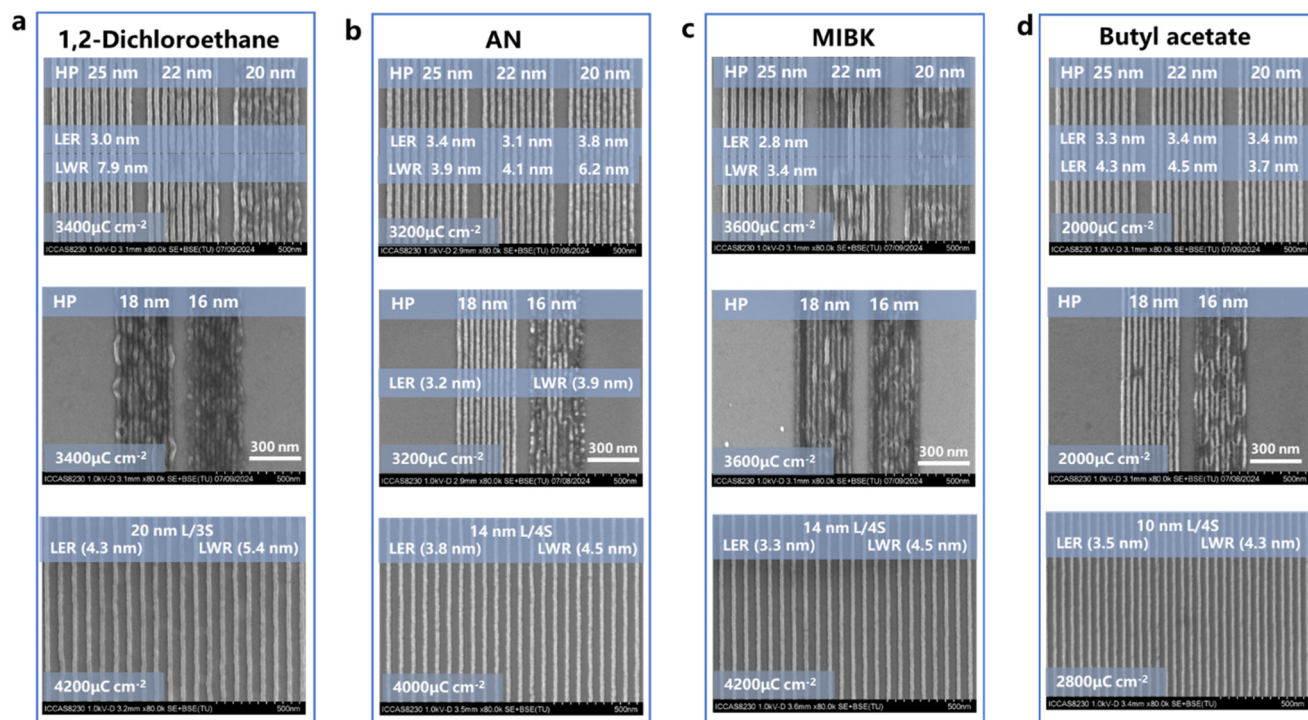 a
1,2-Dichloroethane
HP 25 nm 22 nm 20 nm
LER 3.0 nm
LWR 7.9 nm
3400μC cm-2
ICCAS8230 1.0kV-D 3.1mm x80.0k SE+BSE(TU) 07/09/2024 500nm
HP 18 nm 16 nm
3400μC cm-2
300 nm
ICCAS8230 1.0kV-D 3.1mm x80.0k SE+BSE(TU) 07/09/2024 500nm
20 nm L/3S
LER (4.3 nm) LWR (5.4 nm)
4200μC cm-2
ICCAS8230 1.0kV-D 3.2mm x80.0k SE+BSE(TU) 500nm
b
AN
HP 25 nm 22 nm 20 nm
LER 3.4 nm 3.1 nm 3.8 nm
LWR 3.9 nm 4.1 nm 6.2 nm
3200μC cm-2
ICCAS8230 1.0kV-D 2.9mm x80.0k SE+BSE(TU) 07/08/2024 500nm
HP 18 nm 16 nm
LER (3.2 nm) LWR (3.9 nm)
3200μC cm-2
300 nm
ICCAS8230 1.0kV-D 2.9mm x80.0k SE+BSE(TU) 07/08/2024 500nm
14 nm L/4S
LER (3.8 nm) LWR (4.5 nm)
4000μC cm-2
ICCAS8230 1.0kV-D 3.5mm x80.0k SE+BSE(TU) 500nm
c
MIBK
HP 25 nm 22 nm 20 nm
LER 2.8 nm
LWR 3.4 nm
3600μC cm-2
ICCAS8230 1.0kV-D 3.1mm x80.0k SE+BSE(TU) 07/09/2024 500nm
HP 18 nm 16 nm
3600μC cm-2
300 nm
ICCAS8230 1.0kV-D 3.1mm x80.0k SE+BSE(TU) 07/09/2024 500nm
14 nm L/4S
LER (3.3 nm) LWR (4.5 nm)
4200μC cm-2
ICCAS8230 1.0kV-D 3.6mm x80.0k SE+BSE(TU) 500nm
d
Butyl acetate
HP 25 nm 22 nm 20 nm
LER 3.3 nm 3.4 nm 3.4 nm
LER 4.3 nm 4.5 nm 3.7 nm
2000μC cm-2
ICCAS8230 1.0kV-D 3.1mm x80.0k SE+BSE(TU) 07/09/2024 500nm
HP 18 nm 16 nm
2000μC cm-2
300 nm
ICCAS8230 1.0kV-D 3.1mm x80.0k SE+BSE(TU) 07/08/2024 500nm
10 nm L/4S
LER (3.5 nm) LWR (4.3 nm)
2800μC cm-2
ICCAS8230 1.0kV-D 3.4mm x80.0k SE+BSE(TU) 500nm